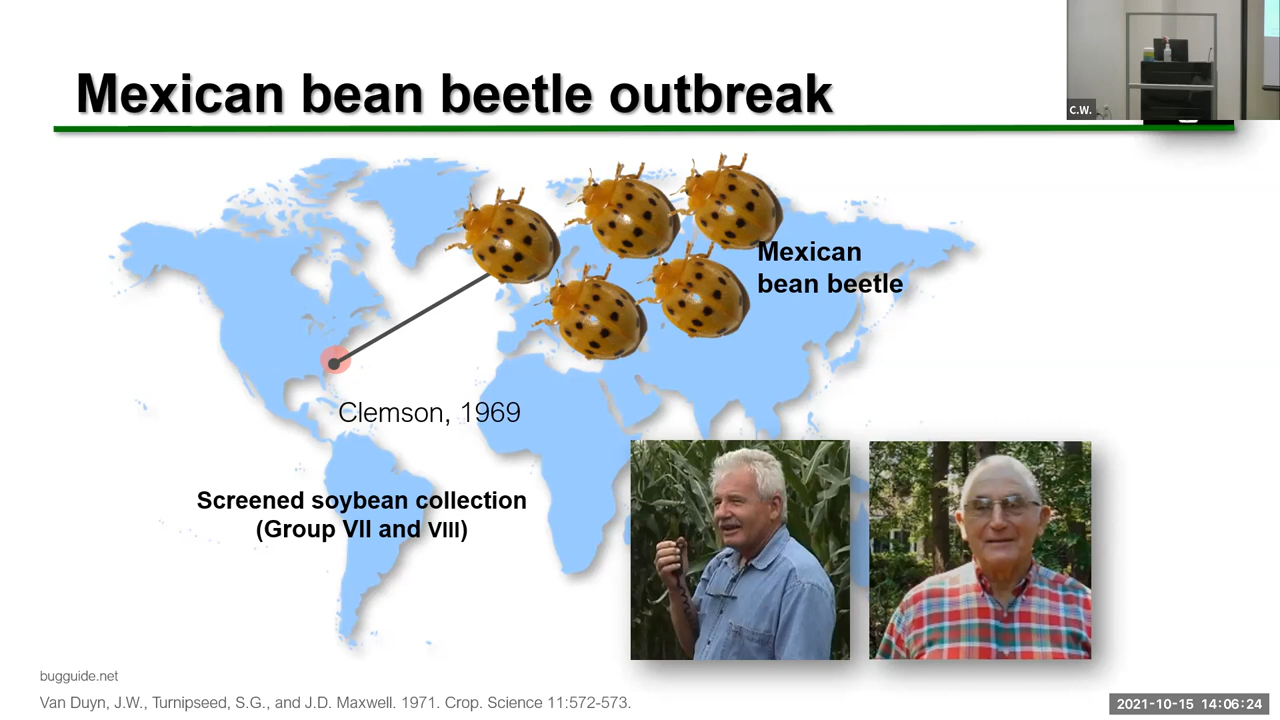 Mexican bean beetle outbreak
C.W.
Mexican
bean beetle
Clemson, 1969
Screened soybean collection
(Group VII and VIII)
bugguide.net
Van Duyn, J.W., Turnipseed, S.G., and J.D. Maxwell. 1971. Crop. Science 11:572-573.
2021-10-15 14:06:24